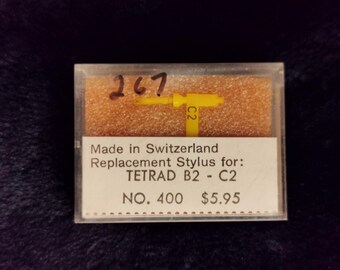 267
C2
Made in Switzerland
Replacement Stylus for:
TETRAD B2 - C2
NO. 400 $5.95